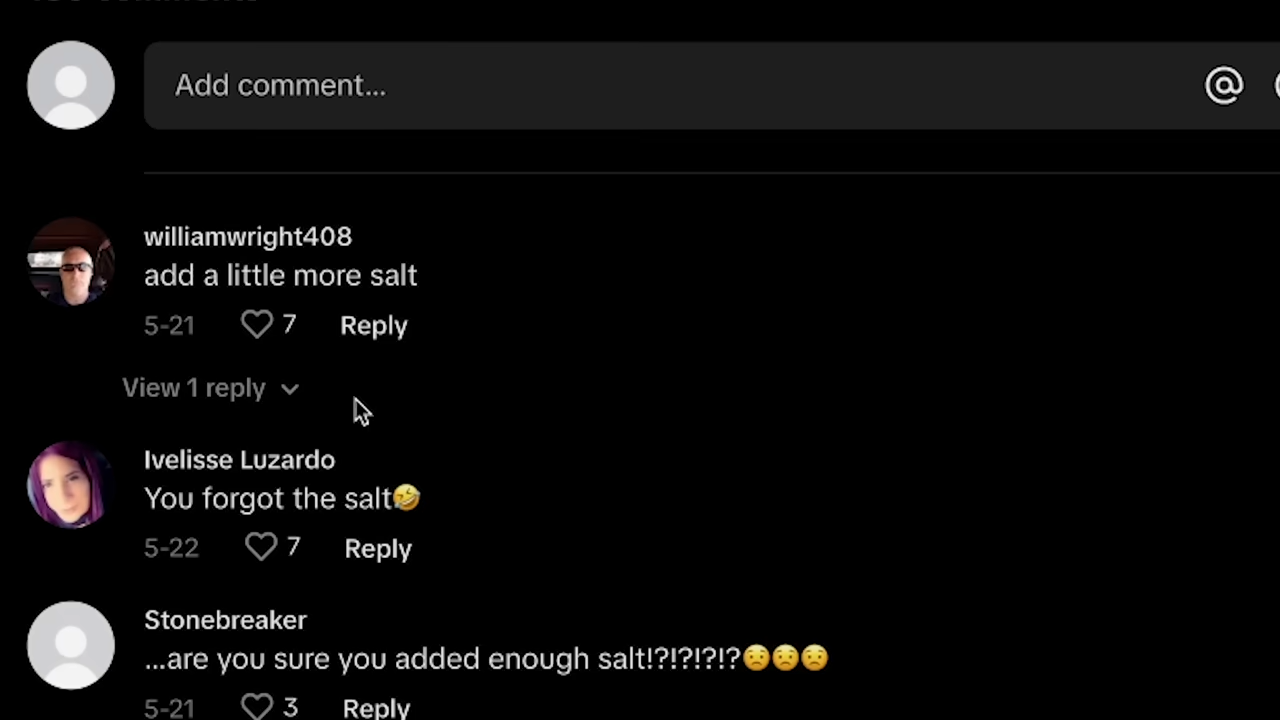 Add comment...
williamwright408
add a little more salt
5-21 7 Reply
View 1 reply
Ivelisse Luzardo
You forgot the salt🤣
5-22 7 Reply
Stonebreaker
...are you sure you added enough salt!?!?!?!?😟😟😟
5-21 3 Reply